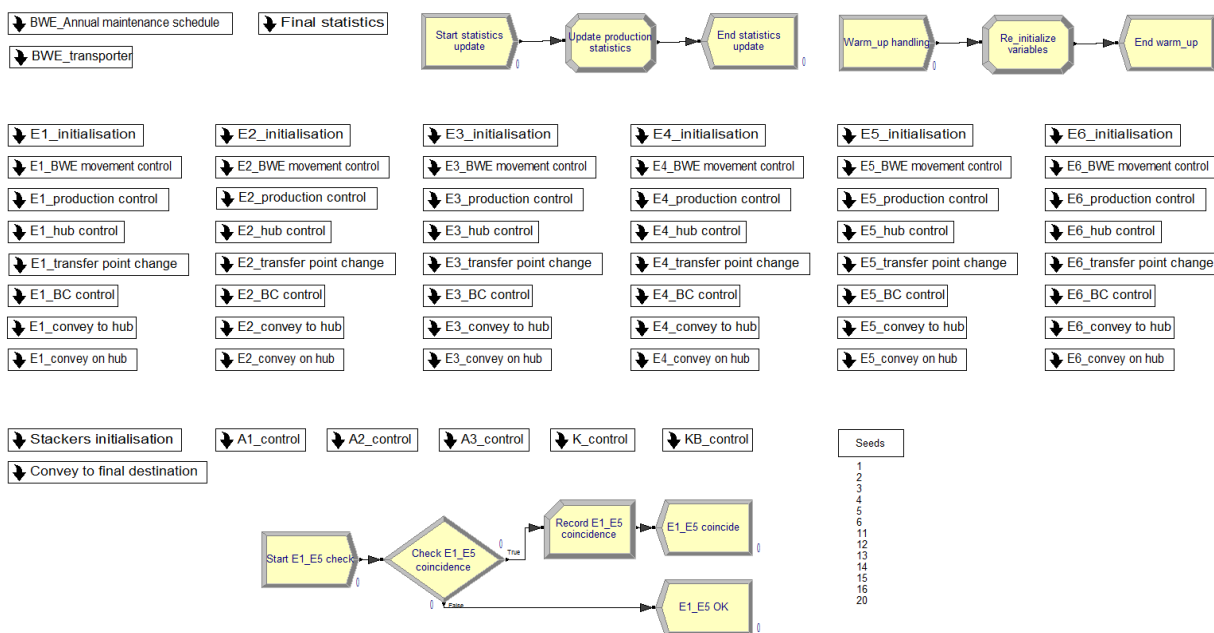 BWE_Annual maintenance schedule
Final statistics
BWE_transporter
Start statistics
update
0
Update production
statistics
End statistics
update
0
Warm_up handling
0
Re_initialize
variables
End warm_up
E1_initialisation
E2_initialisation
E3_initialisation
E4_initialisation
E5_initialisation
E6_initialisation
E1_BWE movement control
E2_BWE movement control
E3_BWE movement control
E4_BWE movement control
E5_BWE movement control
E6_BWE movement control
E1_production control
E2_production control
E3_production control
E4_production control
E5_production control
E6_production control
E1_hub control
E2_hub control
E3_hub control
E4_hub control
E5_hub control
E6_hub control
E1_transfer point change
E2_transfer point change
E3_transfer point change
E4_transfer point change
E5_transfer point change
E6_transfer point change
E1_BC control
E2_BC control
E3_BC control
E4_BC control
E5_BC control
E6_BC control
E1_convey to hub
E2_convey to hub
E3_convey to hub
E4_convey to hub
E5_convey to hub
E6_convey to hub
E1_convey on hub
E2_convey on hub
E3_convey on hub
E4_convey on hub
E5_convey on hub
E6_convey on hub
Stackers initialisation
A1_control
A2_control
A3_control
K_control
KB_control
Convey to final destination
Seeds
1
2
3
4
5
6
11
12
13
14
15
16
20
Start E1_E5 check
0
Check E1_E5
coincidence
0
True
0
False
Record E1_E5
coincidence
E1_E5 coincide
0
E1_E5 OK
0